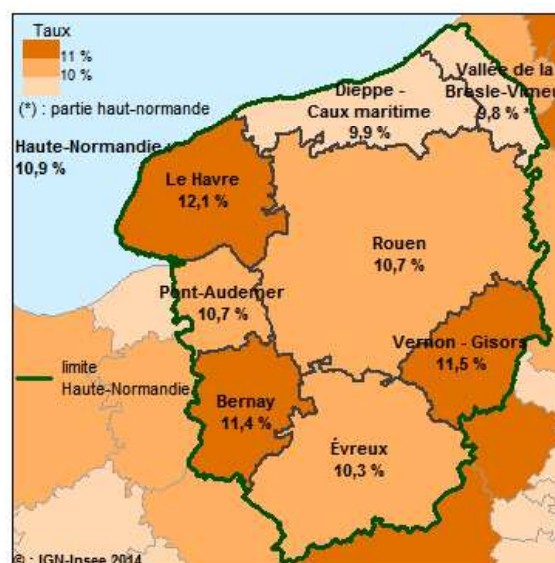 Taux
11 %
10 %
(*) : partie haut-normande
Haute-Normandie
10,9 %
Dieppe -
Caux maritime
9,9 %
Vallée de la
Bresle-Vimeu
9,8 % *
Le Havre
12,1 %
Rouen
10,7 %
Pont-Audemer
10,7 %
Vernon - Gisors
11,5 %
limite
Haute-Normandie
Bernay
11,4 %
Évreux
10,3 %
© : IGN-Insee 2014